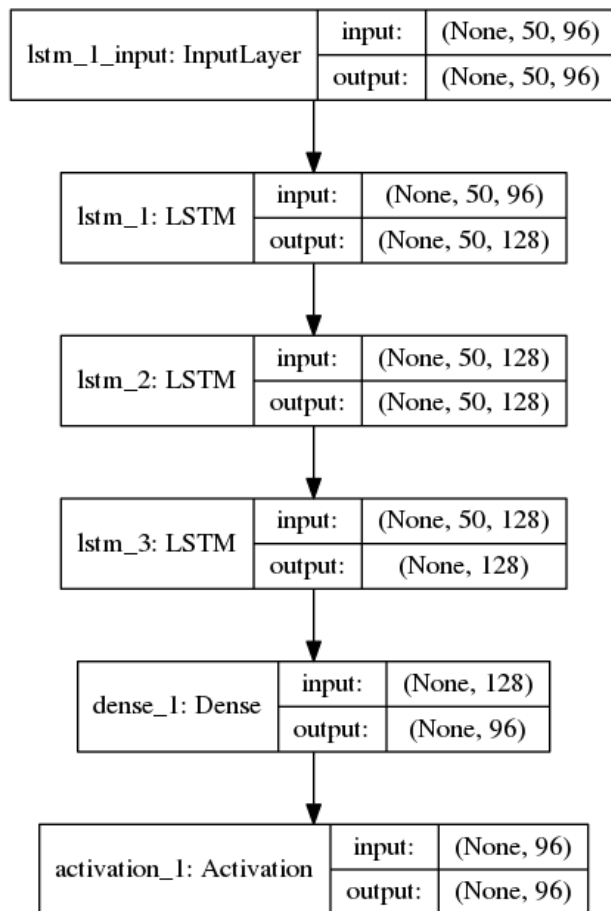 lstm_1_input: InputLayer
input: (None, 50, 96)
output: (None, 50, 96)
lstm_1: LSTM
input: (None, 50, 96)
output: (None, 50, 128)
lstm_2: LSTM
input: (None, 50, 128)
output: (None, 50, 128)
lstm_3: LSTM
input: (None, 50, 128)
output: (None, 128)
dense_1: Dense
input: (None, 128)
output: (None, 96)
activation_1: Activation
input: (None, 96)
output: (None, 96)